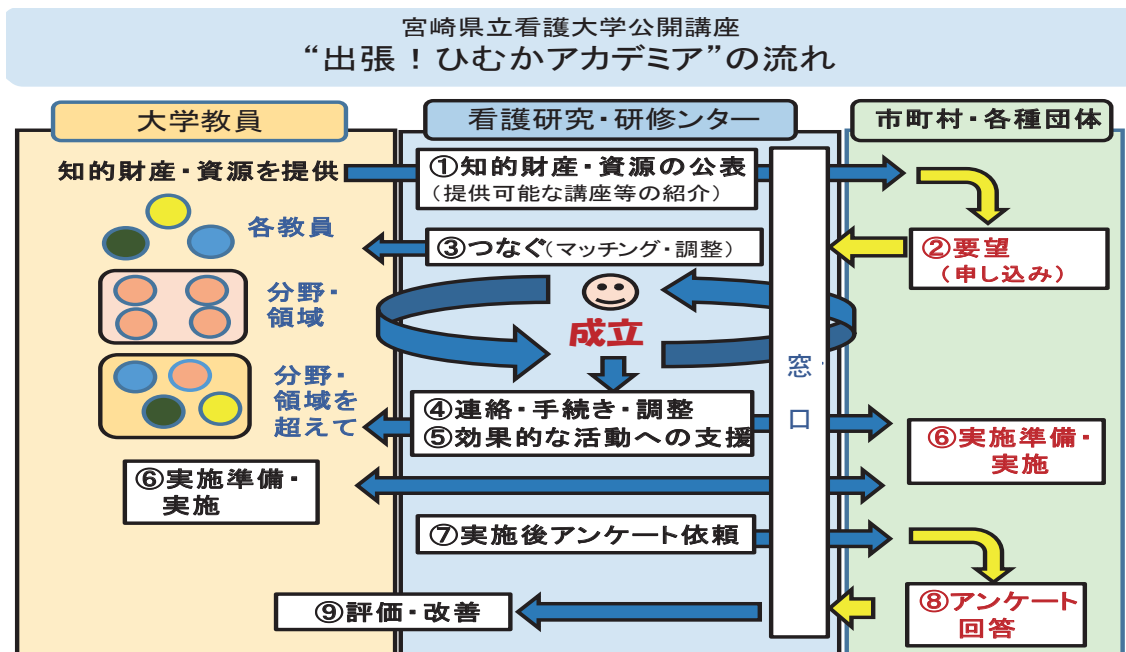 宮崎県立看護大学公開講座
“出張！ひむかアカデミア”の流れ
大学教員
看護研究・研修ンター
市町村・各種団体
知的財産・資源を提供
①知的財産・資源の公表
（提供可能な講座等の紹介）
各教員
③つなぐ（マッチング・調整）
②要望
（申し込み）
分野・
領域
成立
窓
口
分野・
領域を
超えて
④連絡・手続き・調整
⑤効果的な活動への支援
⑥実施準備・
実施
⑥実施準備・
実施
⑦実施後アンケート依頼
⑧アンケート
回答
⑨評価・改善